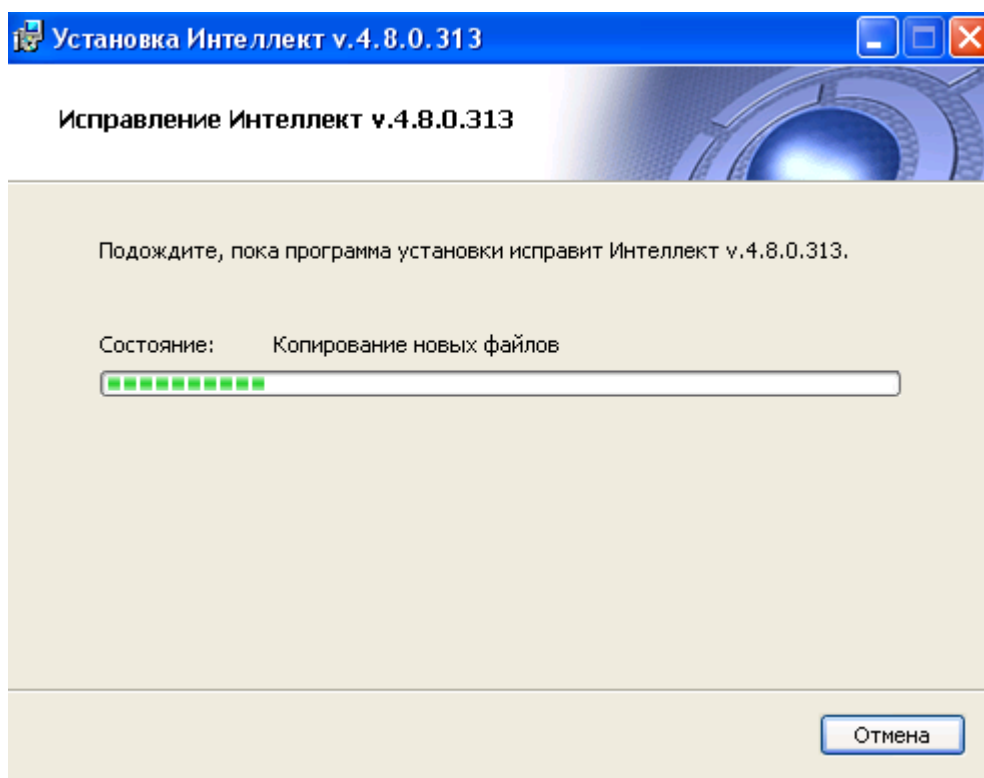 Установка Интеллект v.4.8.0.313
Исправление Интеллект v.4.8.0.313
Подождите, пока программа установки исправит Интеллект v.4.8.0.313.
Состояние: Копирование новых файлов
Отмена